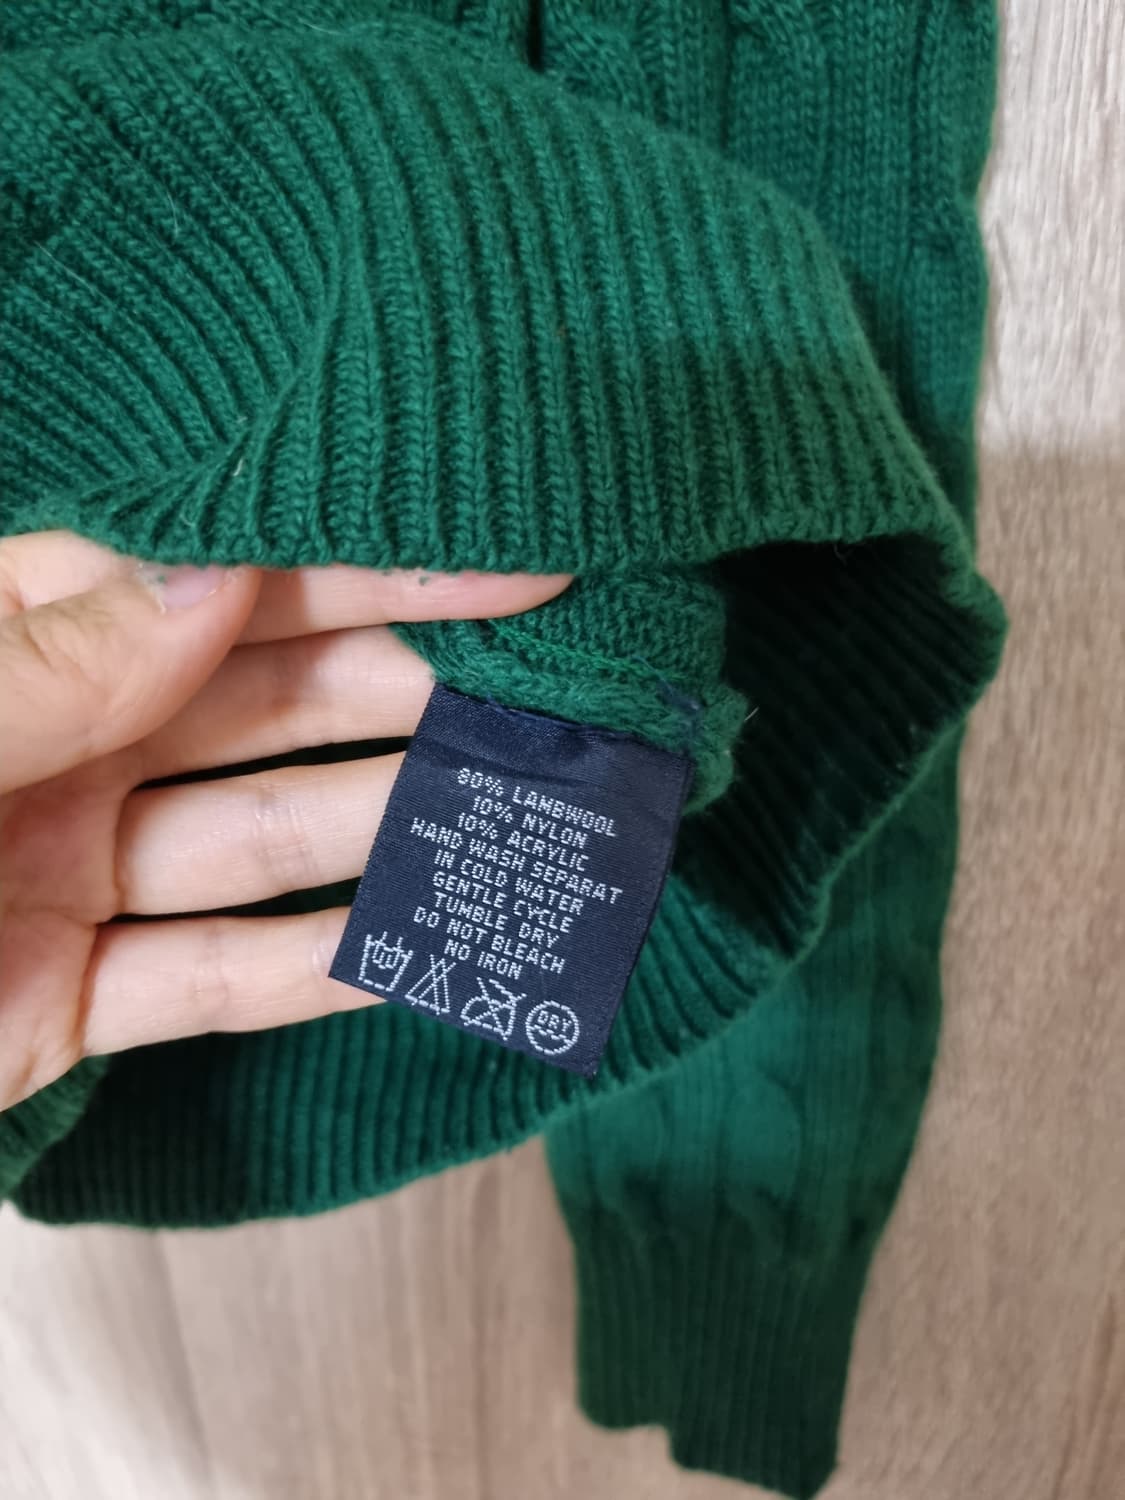 80% LAMBWOOL
10% NYLON
10% ACRYLIC
HAND WASH SEPARAT
IN COLD WATER
GENTLE CYCLE
TUMBLE DRY
DO NOT BLEACH
NO IRON
DRY